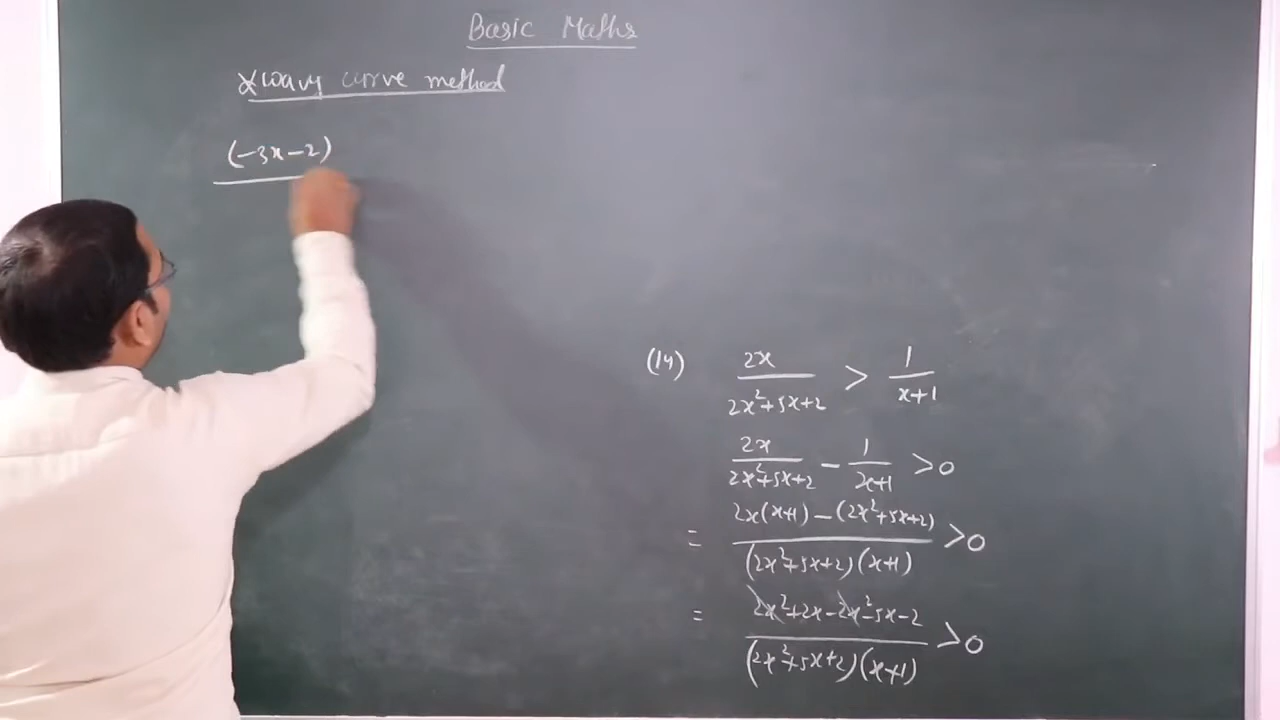 Basic Maths
* wavy curve method
(-3x-2)
(14) 2x / 2x²+5x+2 > 1 / x+1
2x / 2x²+5x+2 - 1 / x+1 >0
= 2x(x+1)-(2x²+5x+2) / (2x²+5x+2)(x+1) >0
= 2x²+2x-2x²-5x-2 / (2x²+5x+2)(x+1) >0